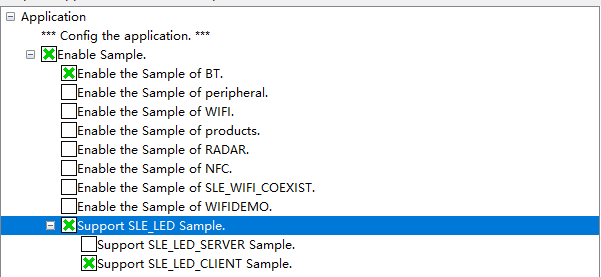 Application
*** Config the application. ***
Enable Sample.
Enable the Sample of BT.
Enable the Sample of peripheral.
Enable the Sample of WIFI.
Enable the Sample of products.
Enable the Sample of RADAR.
Enable the Sample of NFC.
Enable the Sample of SLE_WIFI_COEXIST.
Enable the Sample of WIFIDEMO.
Support SLE_LED Sample.
Support SLE_LED_SERVER Sample.
Support SLE_LED_CLIENT Sample.